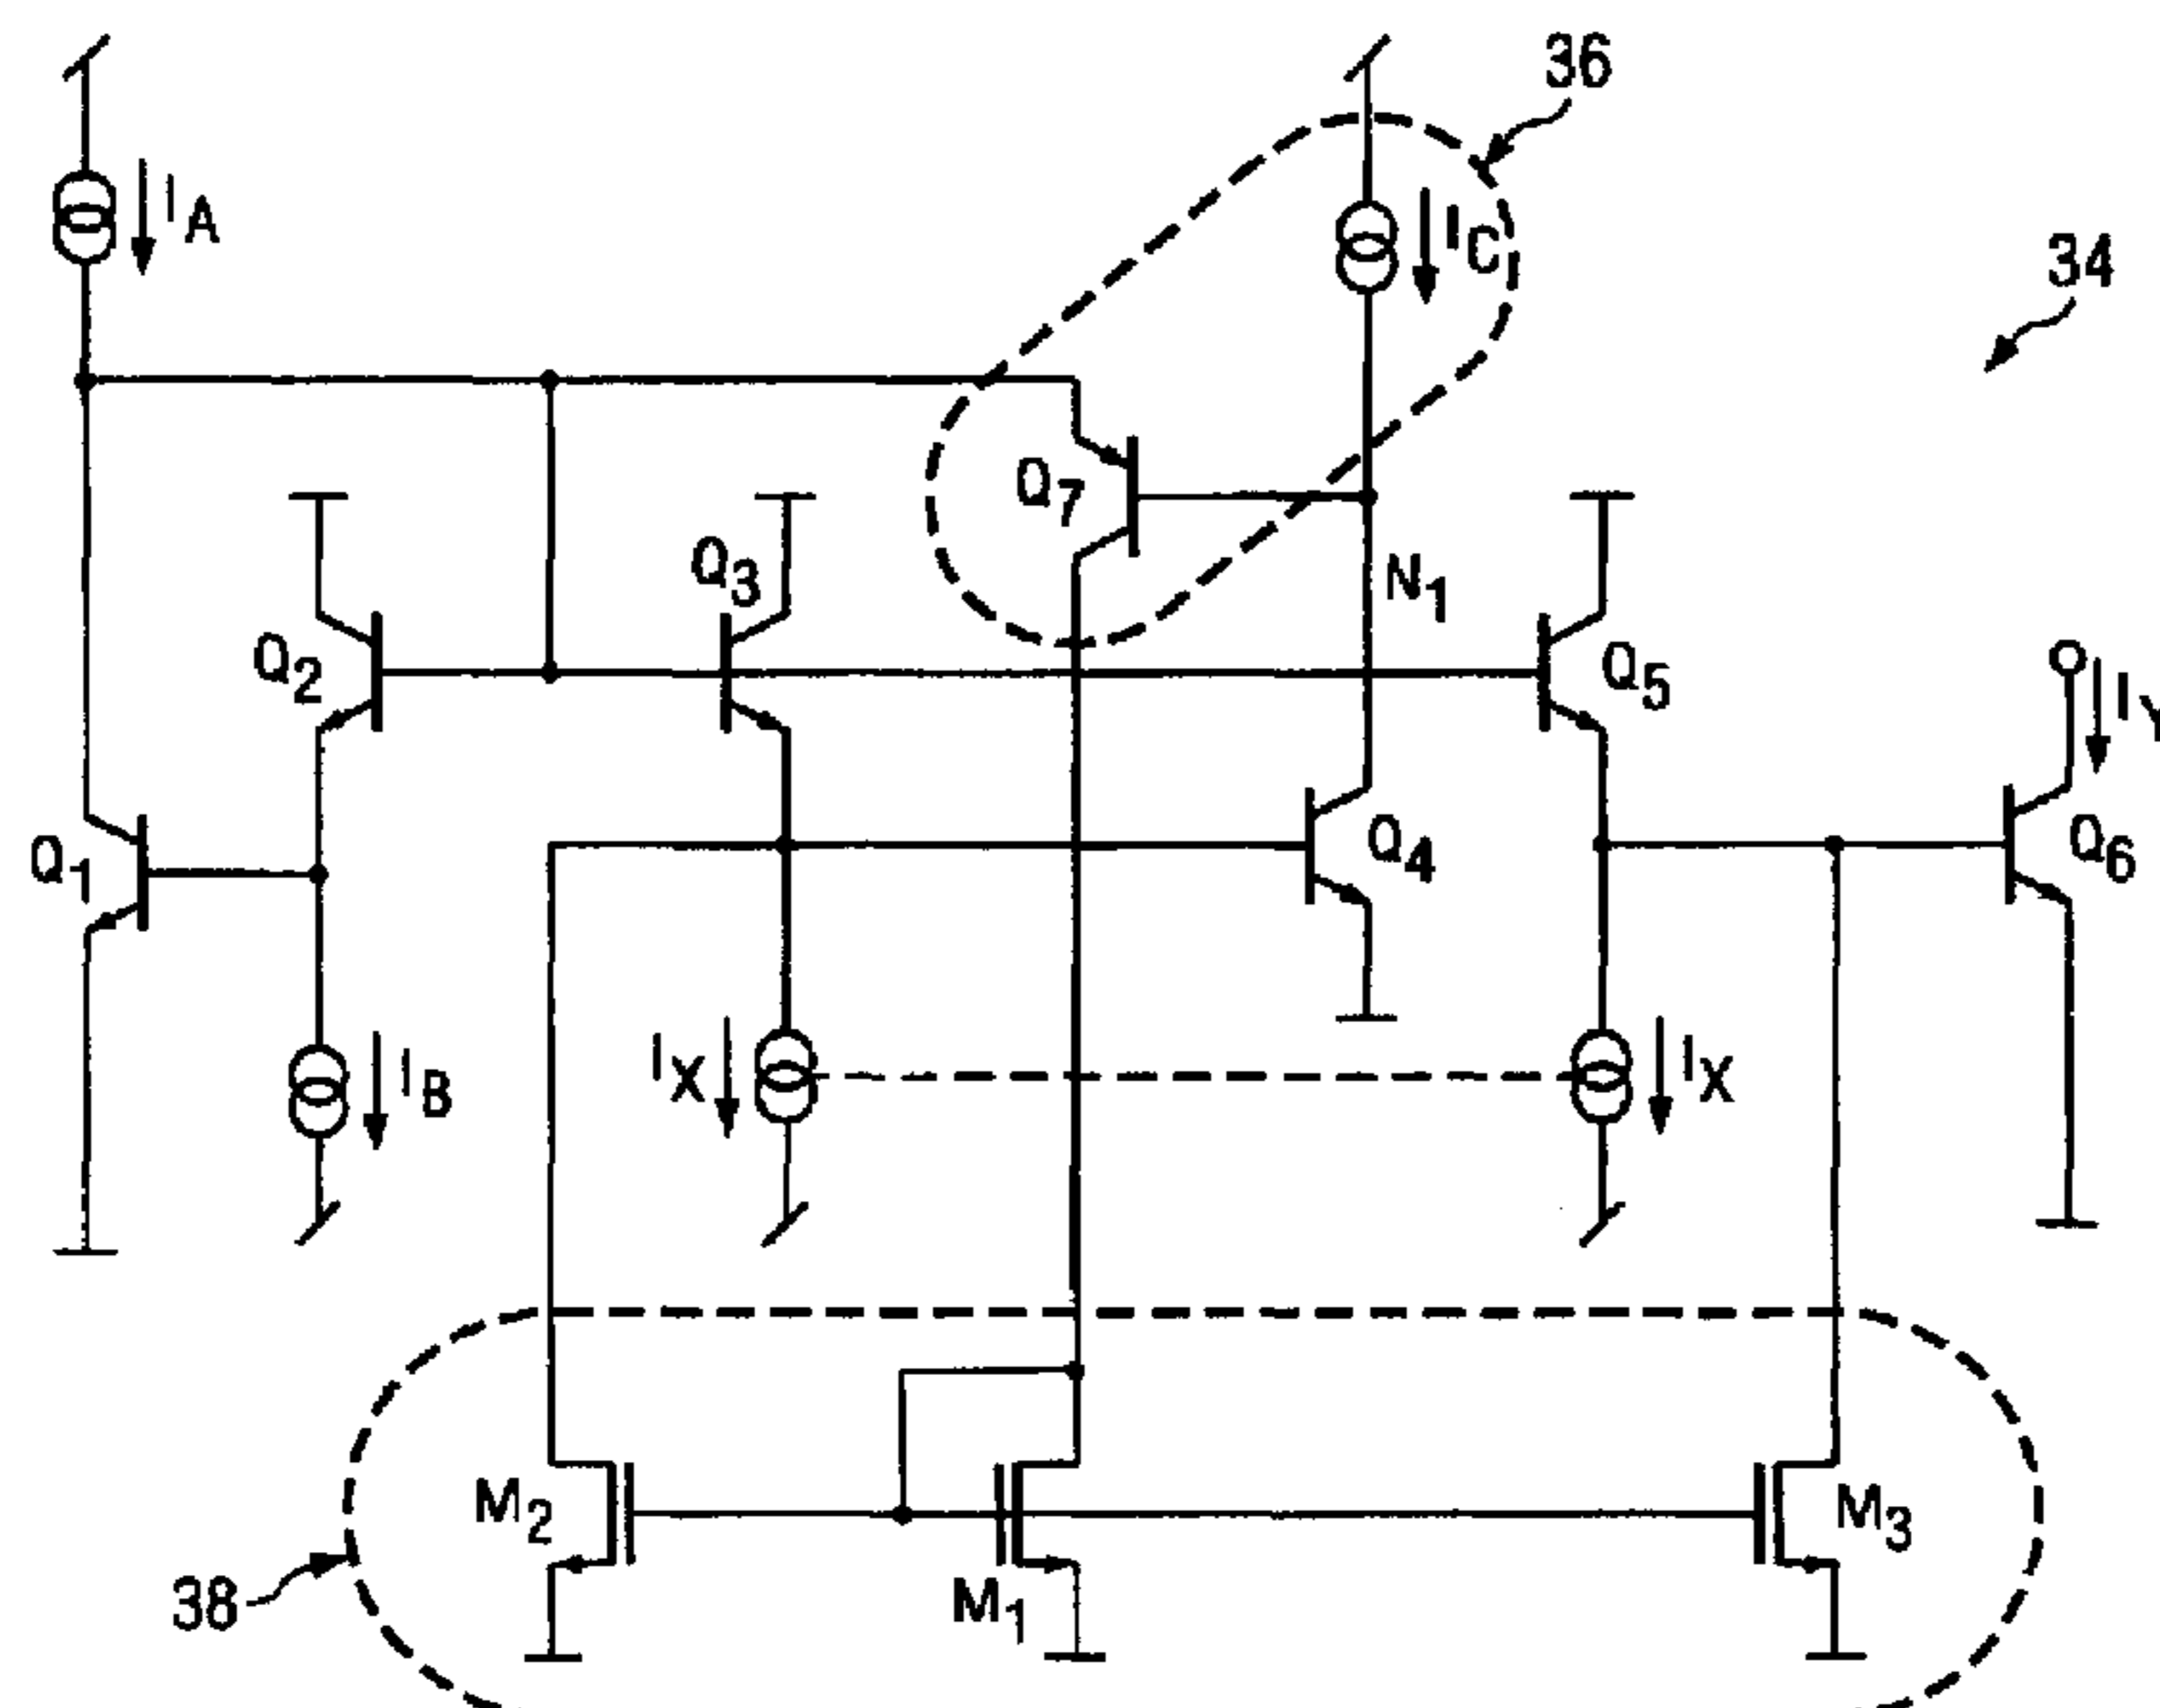 36
I_A
I_C
34
Q_7
Q_3
N_1
Q_2
Q_5
I_Y
Q_1
Q_4
Q_6
I_B
I_X
I_X
M_2
M_3
38
M_1